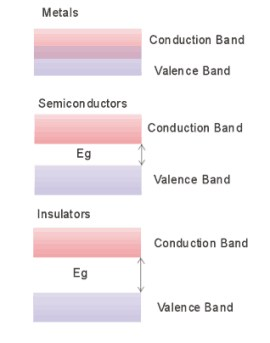 Metals
Conduction Band
Valence Band
Semiconductors
Conduction Band
Eg
Valence Band
Insulators
Conduction Band
Eg
Valence Band